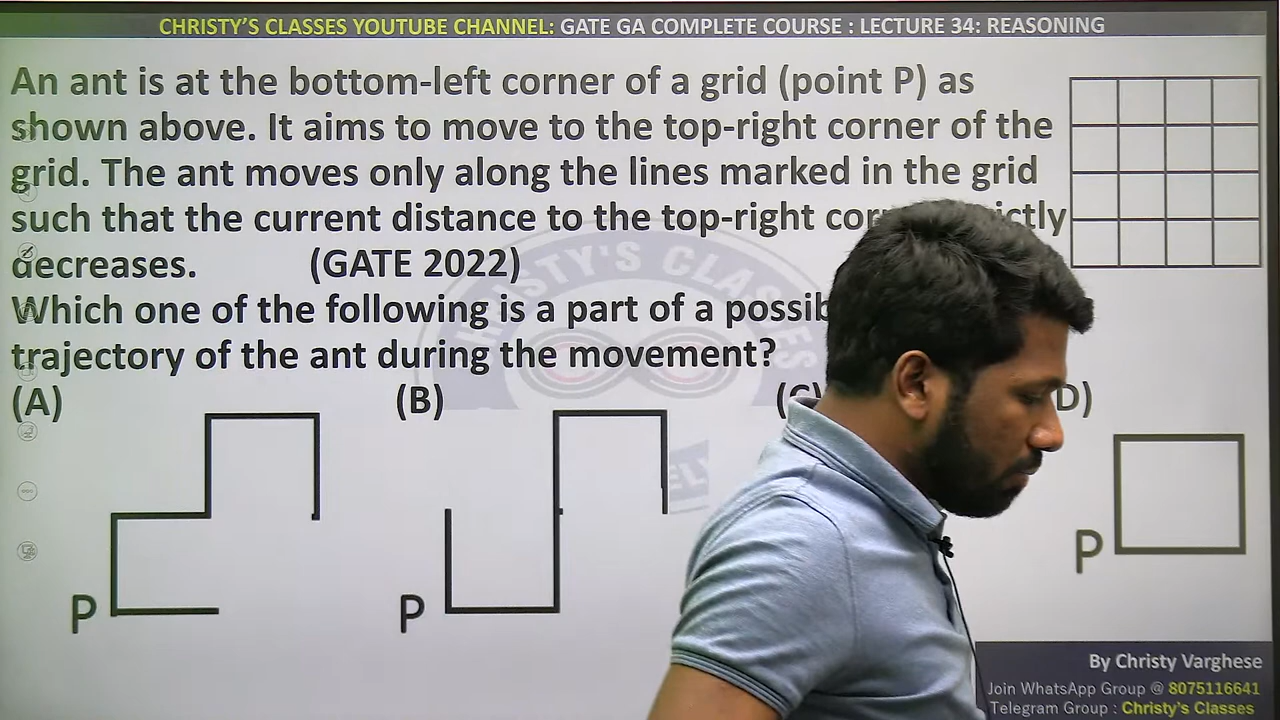 CHRISTY'S CLASSES YOUTUBE CHANNEL: GATE GA COMPLETE COURSE : LECTURE 34: REASONING
An ant is at the bottom-left corner of a grid (point P) as
shown above. It aims to move to the top-right corner of the
grid. The ant moves only along the lines marked in the grid
such that the current distance to the top-right
decreases. (GATE 2022)
Which one of the following is a part of a
trajectory of the ant during the movement?
(A) (B) (C) D)
P P P
CHRISTY'S CLASSES
By Christy Varghese
Join WhatsApp Group @ 8075116641
Telegram Group : Christy's Classes